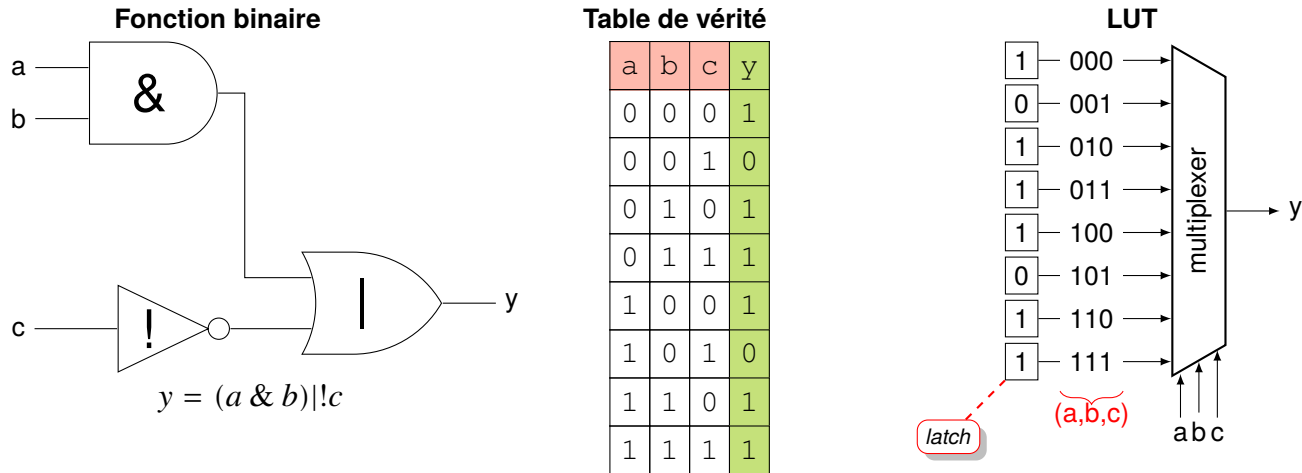 Fonction binaire
a
b
&
c
!
|
y
y = (a & b)|!c
Table de vérité
a b c y
0 0 0 1
0 0 1 0
0 1 0 1
0 1 1 1
1 0 0 1
1 0 1 0
1 1 0 1
1 1 1 1
LUT
1 000
0 001
1 010
1 011
1 100
0 101
1 110
1 111
multiplexer
y
(a,b,c)
a b c
latch